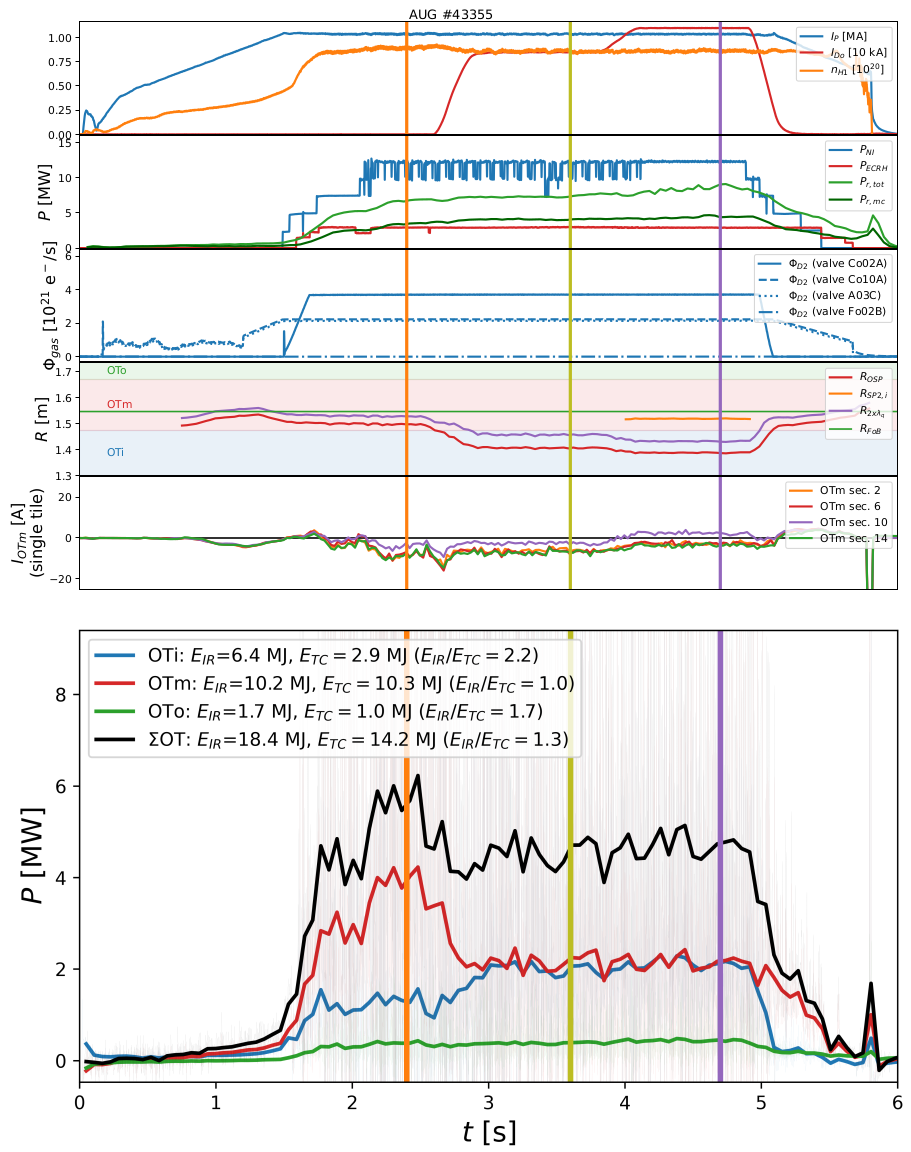 AUG #43355
1.00
0.75
0.50
0.25
0.00
I_P [MA]
I_Do [10 kA]
n_H1 [10^20]
15
10
5
0
P [MW]
P_NI
P_ECRH
P_r,tot
P_r,mc
6
4
2
0
Φ_gas [10^21 e^−/s]
Φ_D2 (valve Co02A)
Φ_D2 (valve Co10A)
Φ_D2 (valve A03C)
Φ_D2 (valve Fo02B)
1.7
1.6
1.5
1.4
1.3
R [m]
OTo
OTm
OTi
R_OSP
R_SP2,i
R_2xλ_q
R_FoB
20
0
−20
I_OTm [A]
(single tile)
OTm sec. 2
OTm sec. 6
OTm sec. 10
OTm sec. 14
OTi: E_IR=6.4 MJ, E_TC = 2.9 MJ (E_IR/E_TC = 2.2)
OTm: E_IR=10.2 MJ, E_TC = 10.3 MJ (E_IR/E_TC = 1.0)
OTo: E_IR=1.7 MJ, E_TC = 1.0 MJ (E_IR/E_TC = 1.7)
ΣOT: E_IR=18.4 MJ, E_TC = 14.2 MJ (E_IR/E_TC = 1.3)
8
6
4
2
0
P [MW]
0 1 2 3 4 5 6
t [s]